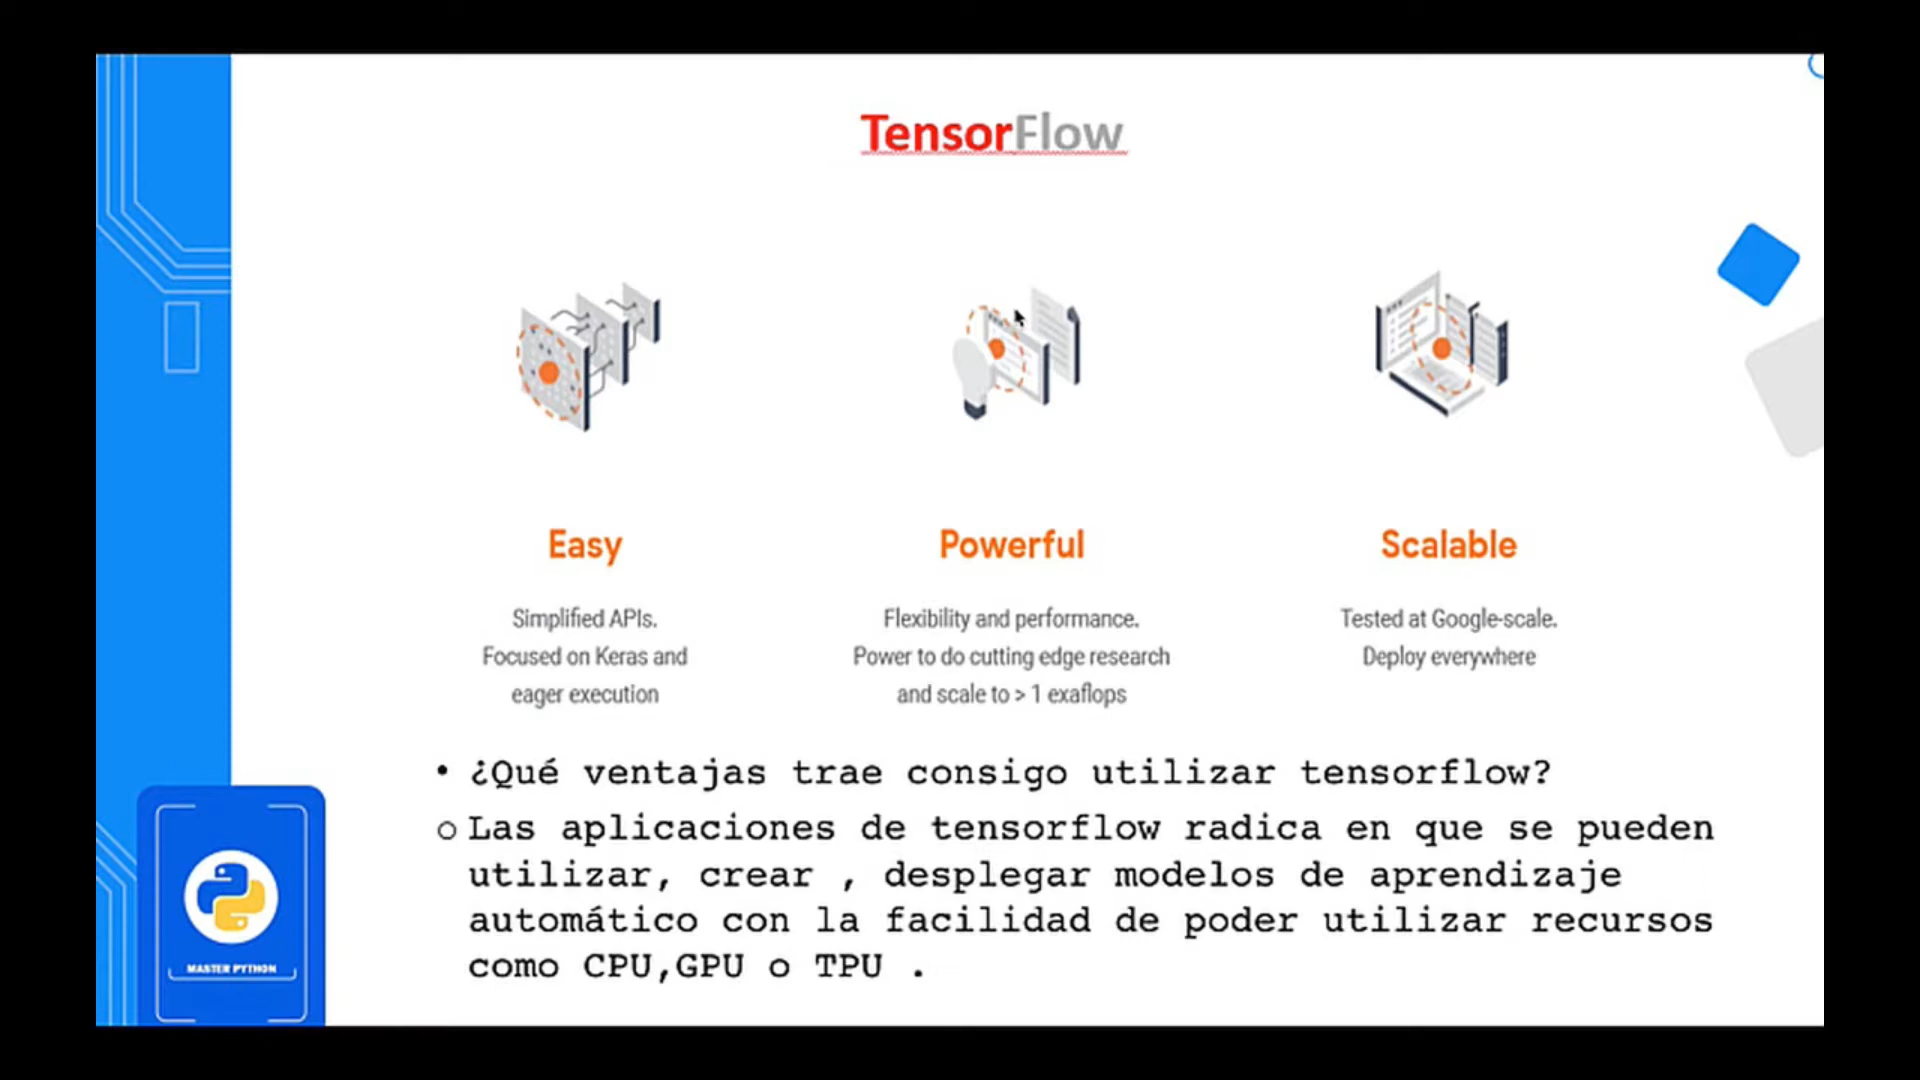 TensorFlow
Easy
Simplified APIs.
Focused on Keras and
eager execution
Powerful
Flexibility and performance.
Power to do cutting edge research
and scale to > 1 exaflops
Scalable
Tested at Google-scale.
Deploy everywhere
• ¿Qué ventajas trae consigo utilizar tensorflow?
o Las aplicaciones de tensorflow radica en que se pueden
utilizar, crear , desplegar modelos de aprendizaje
automático con la facilidad de poder utilizar recursos
como CPU,GPU o TPU .
MASTER PYTHON